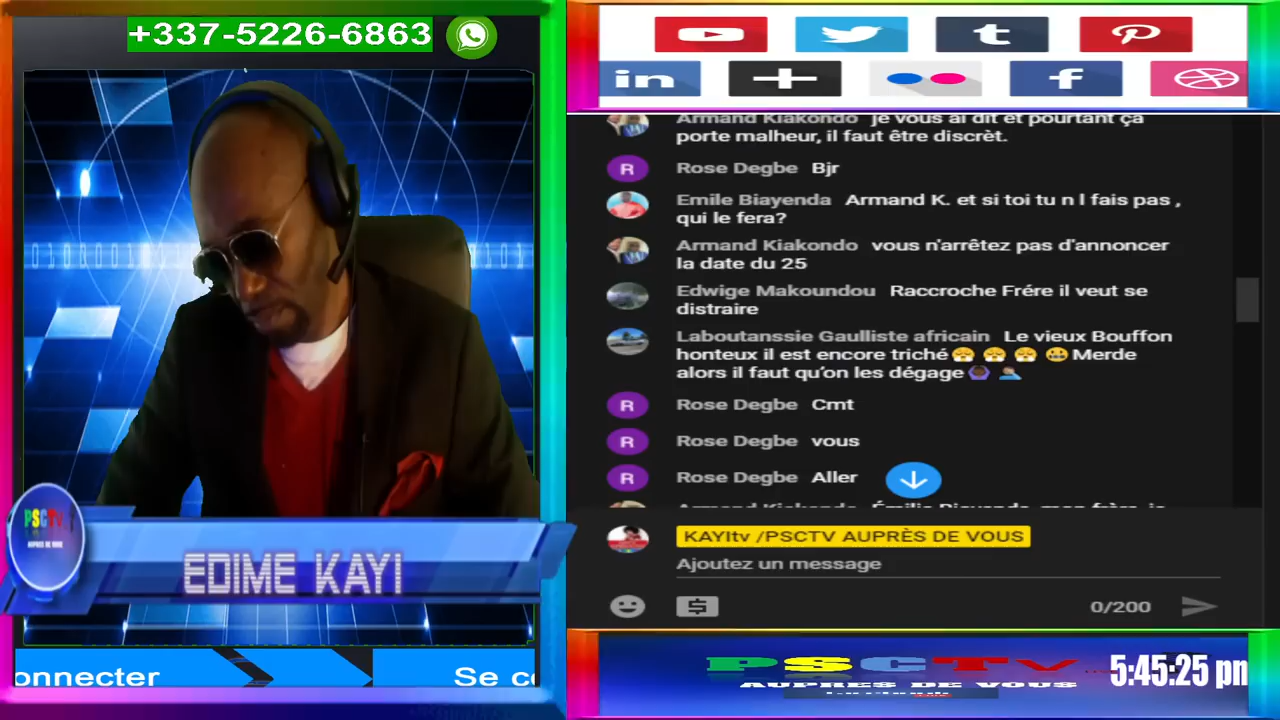 +337-5226-6863
Armand Kiakondo je vous ai dit et pourtant ça
porte malheur, il faut être discrèt.
Rose Degbe Bjr
Emile Biayenda Armand K. et si toi tu n l fais pas ,
qui le fera?
Armand Kiakondo vous n'arrêtez pas d'annoncer
la date du 25
Edwige Makoundou Raccroche Frére il veut se
distraire
Laboutanssie Gaulliste africain Le vieux Bouffon
honteux il est encore triché😤 😤 😤 🤬Merde
alors il faut qu'on les dégage🙆🏿 🤦🏼
Rose Degbe Cmt
Rose Degbe vous
Rose Degbe Aller
KAYItv /PSCTV AUPRÈS DE VOUS
Ajoutez un message
0/200
PSCTV
AUPRES DE VOUS
EDIME KAYI
onnecter
Se c
PSCTV
AUPRES DE VOUS
5:45:25 pm